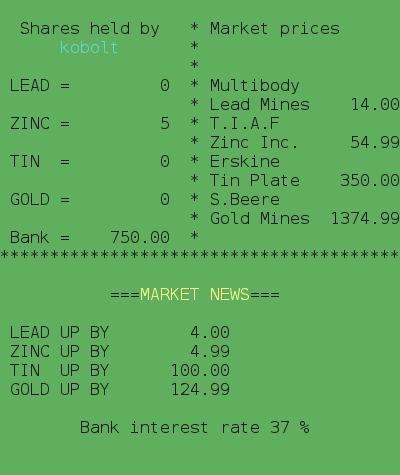 Shares held by   * Market prices
     kobolt       *
                  *
LEAD =         0  * Multibody
                  * Lead Mines    14.00
ZINC =         5  * T.I.A.F
                  * Zinc Inc.     54.99
TIN  =         0  * Erskine
                  * Tin Plate    350.00
GOLD =         0  * S.Beere
                  * Gold Mines  1374.99
Bank =    750.00  *
****************************************
===MARKET NEWS===
LEAD UP BY        4.00
ZINC UP BY        4.99
TIN  UP BY      100.00
GOLD UP BY      124.99
Bank interest rate 37 %